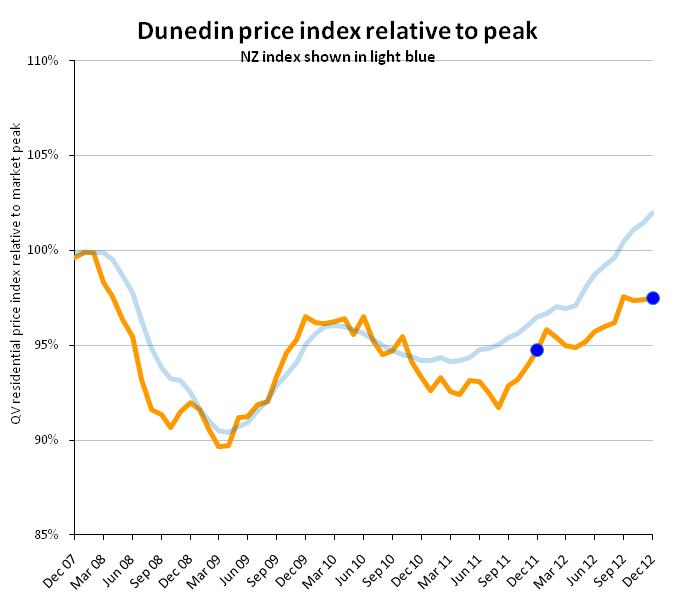 Dunedin price index relative to peak
NZ index shown in light blue
QV residential price index relative to market peak
110%
105%
100%
95%
90%
85%
Dec 07
Mar 08
Jun 08
Sep 08
Dec 08
Mar 09
Jun 09
Sep 09
Dec 09
Mar 10
Jun 10
Sep 10
Dec 10
Mar 11
Jun 11
Sep 11
Dec 11
Mar 12
Jun 12
Sep 12
Dec 12